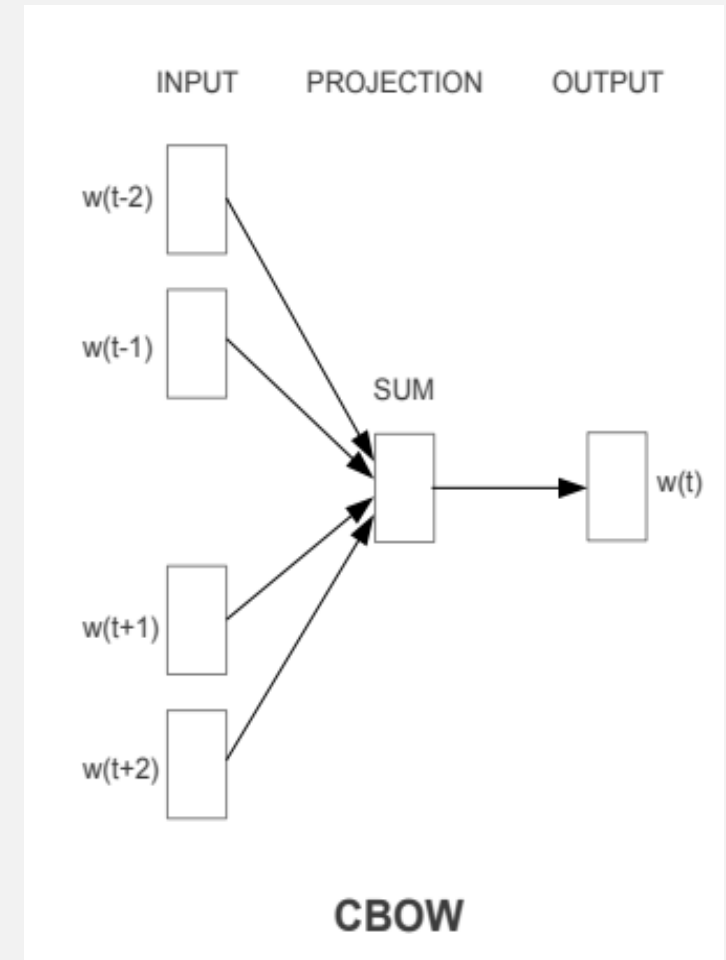 INPUT PROJECTION OUTPUT
w(t-2)
w(t-1)
SUM
w(t)
w(t+1)
w(t+2)
CBOW